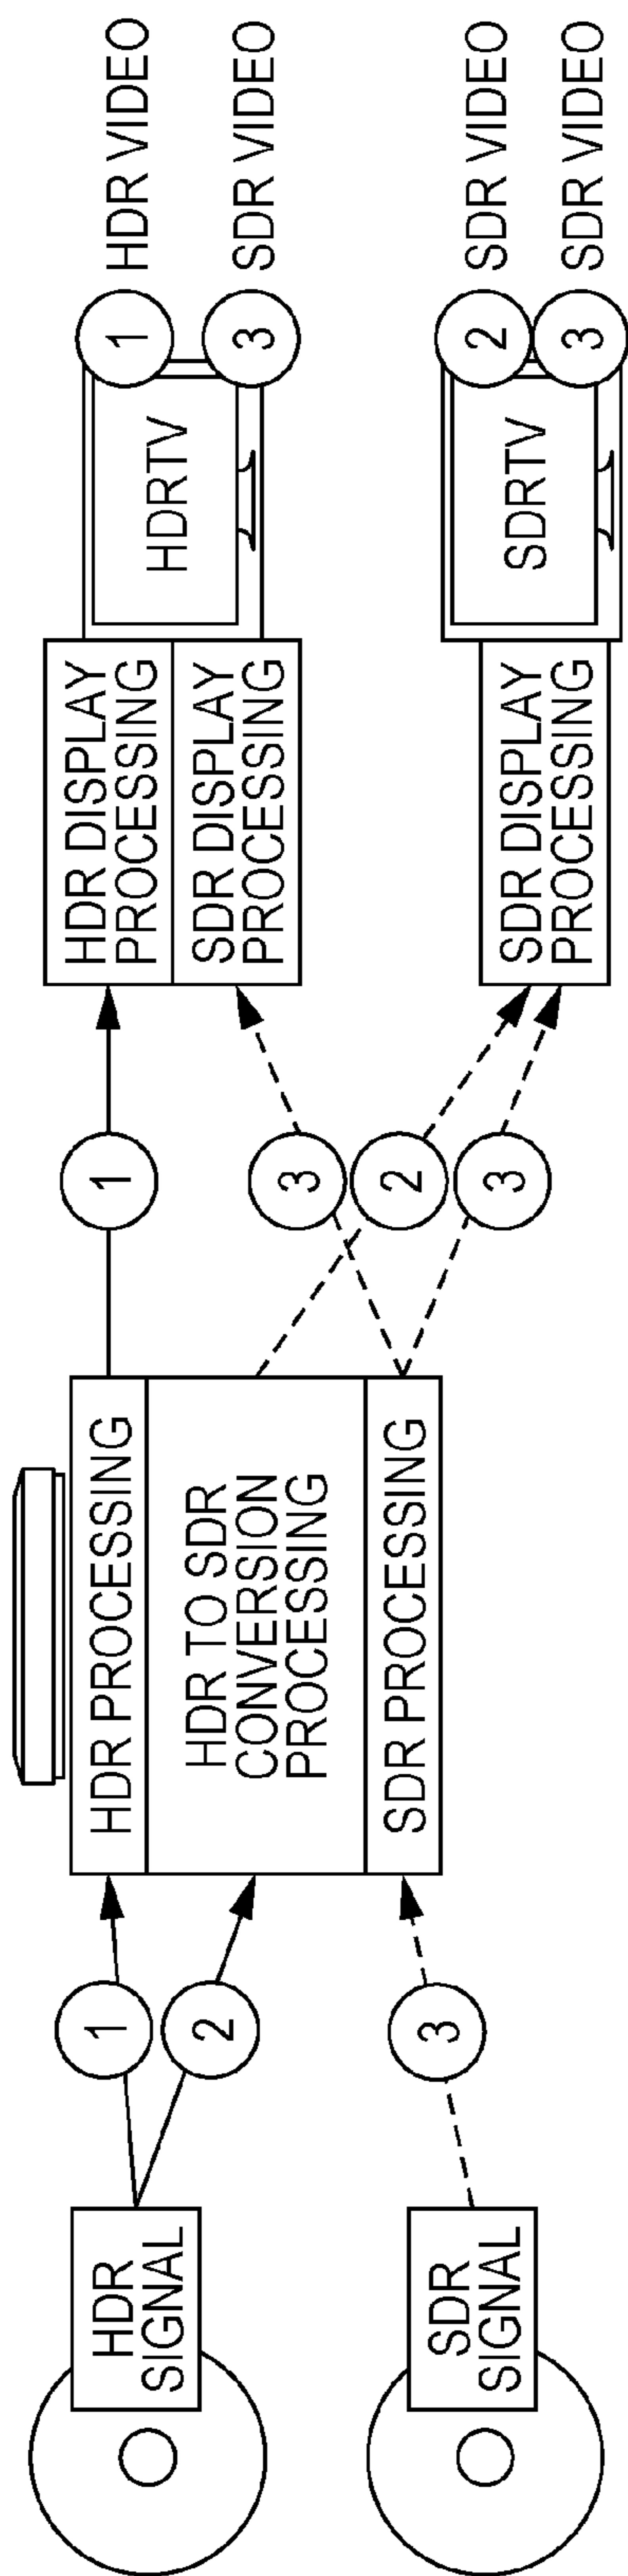 HDR
SIGNAL
SDR
SIGNAL
1
2
3
HDR PROCESSING
HDR TO SDR
CONVERSION
PROCESSING
SDR PROCESSING
1
3
2
3
HDR DISPLAY
PROCESSING
SDR DISPLAY
PROCESSING
SDR DISPLAY
PROCESSING
HDRTV
SDRTV
1
HDR VIDEO
3
SDR VIDEO
2
SDR VIDEO
3
SDR VIDEO